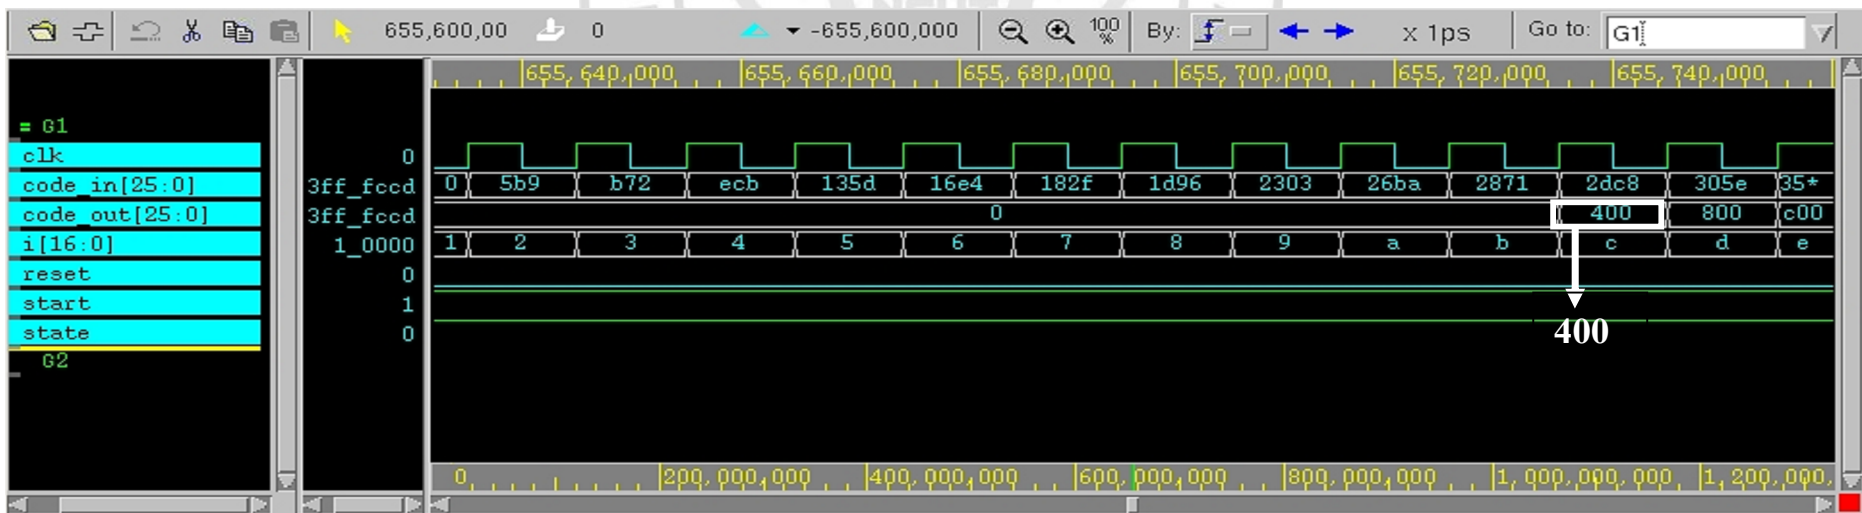 655,600,00 0 -655,600,000 100 % By: x 1ps Go to: G1
655,640,000 655,660,000 655,680,000 655,700,000 655,720,000 655,740,000
= G1
clk 0
code_in[25:0] 3ff_fccd 0 5b9 b72 ecb 135d 16e4 182f 1d96 2303 26ba 2871 2dc8 305e 35*
code_out[25:0] 3ff_fccd 0 400 800 c00
i[16:0] 1_0000 1 2 3 4 5 6 7 8 9 a b c d e
reset 0
start 1
state 0
400
G2
0 200,000,000 400,000,000 600,000,000 800,000,000 1,000,000,000 1,200,000,